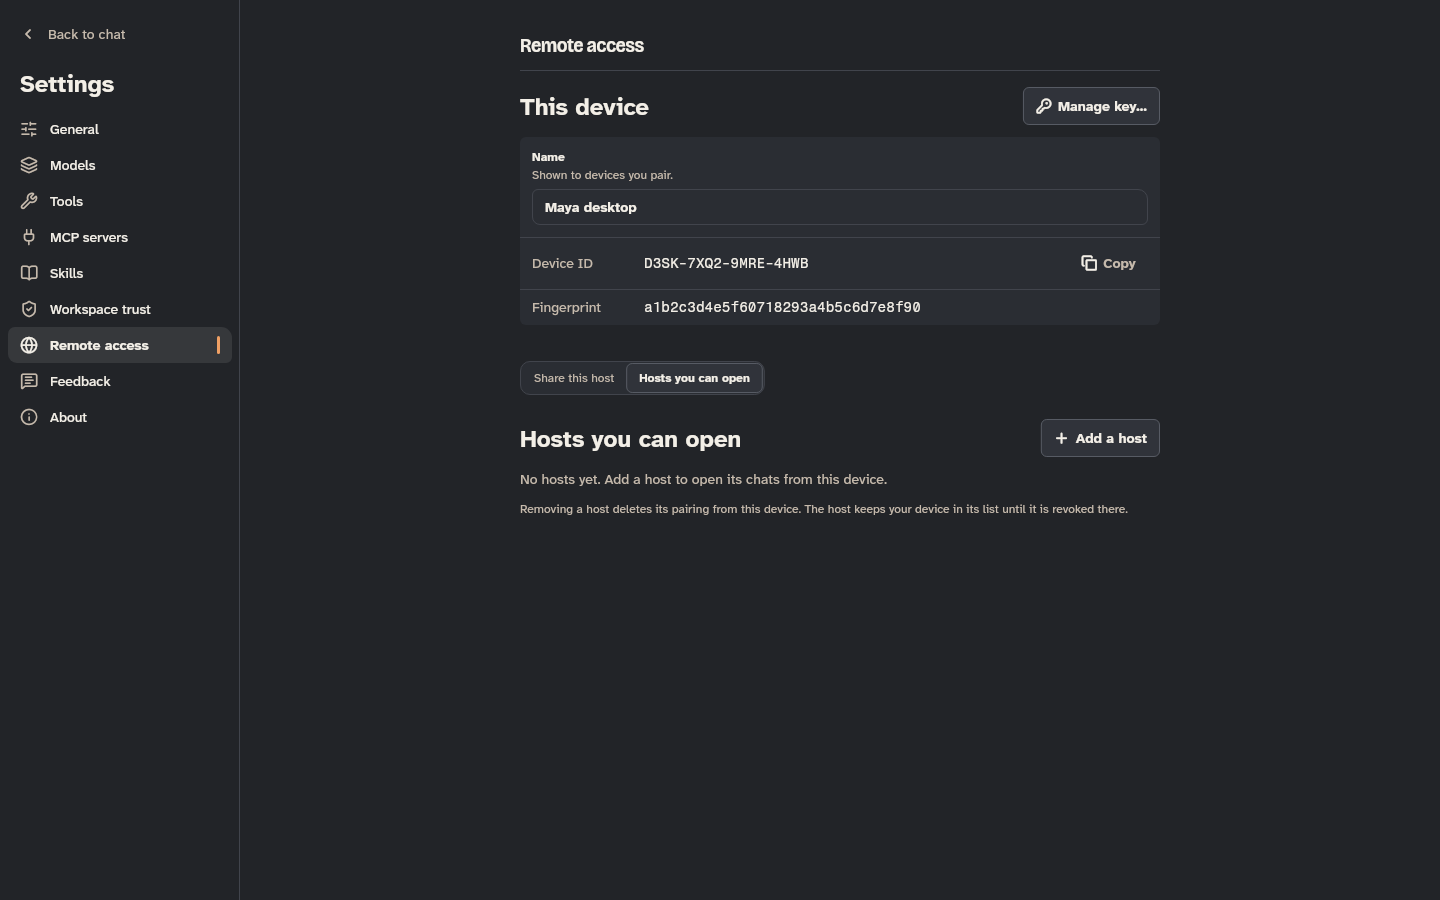 Back to chat
Settings
General
Models
Tools
MCP servers
Skills
Workspace trust
Remote access
Feedback
About
Remote access
This device
Manage key...
Name
Shown to devices you pair.
Maya desktop
Device ID D3SK-7XQ2-9MRE-4HWB Copy
Fingerprint a1b2c3d4e5f60718293a4b5c6d7e8f90
Share this host Hosts you can open
Hosts you can open
Add a host
No hosts yet. Add a host to open its chats from this device.
Removing a host deletes its pairing from this device. The host keeps your device in its list until it is revoked there.